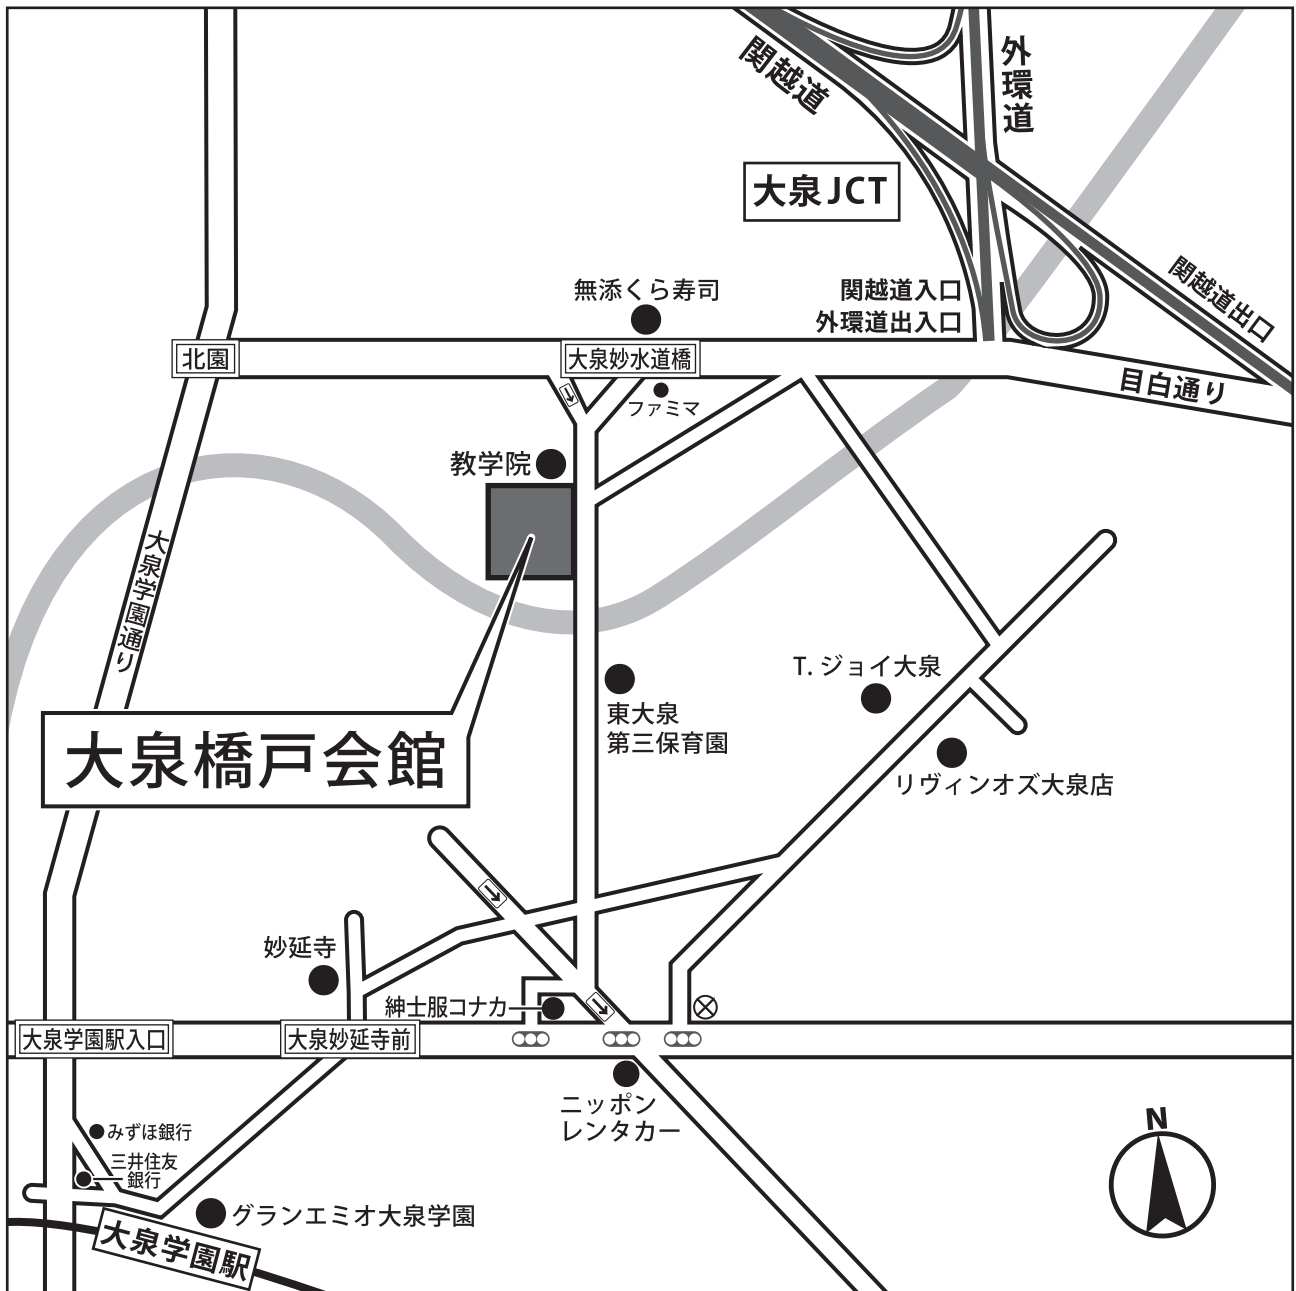 関越道
外環道
大泉JCT
関越道入口
外環道出入口
関越道出口
無添くら寿司
北園
大泉妙水道橋
目白通り
ファミマ
教学院
大泉学園通り
T. ジョイ大泉
東大泉
第三保育園
大泉橋戸会館
リヴィンオズ大泉店
妙延寺
紳士服コナカ
大泉学園駅入口
大泉妙延寺前
ニッポン
レンタカー
N
みずほ銀行
三井住友
銀行
グランエミオ大泉学園
大泉学園駅